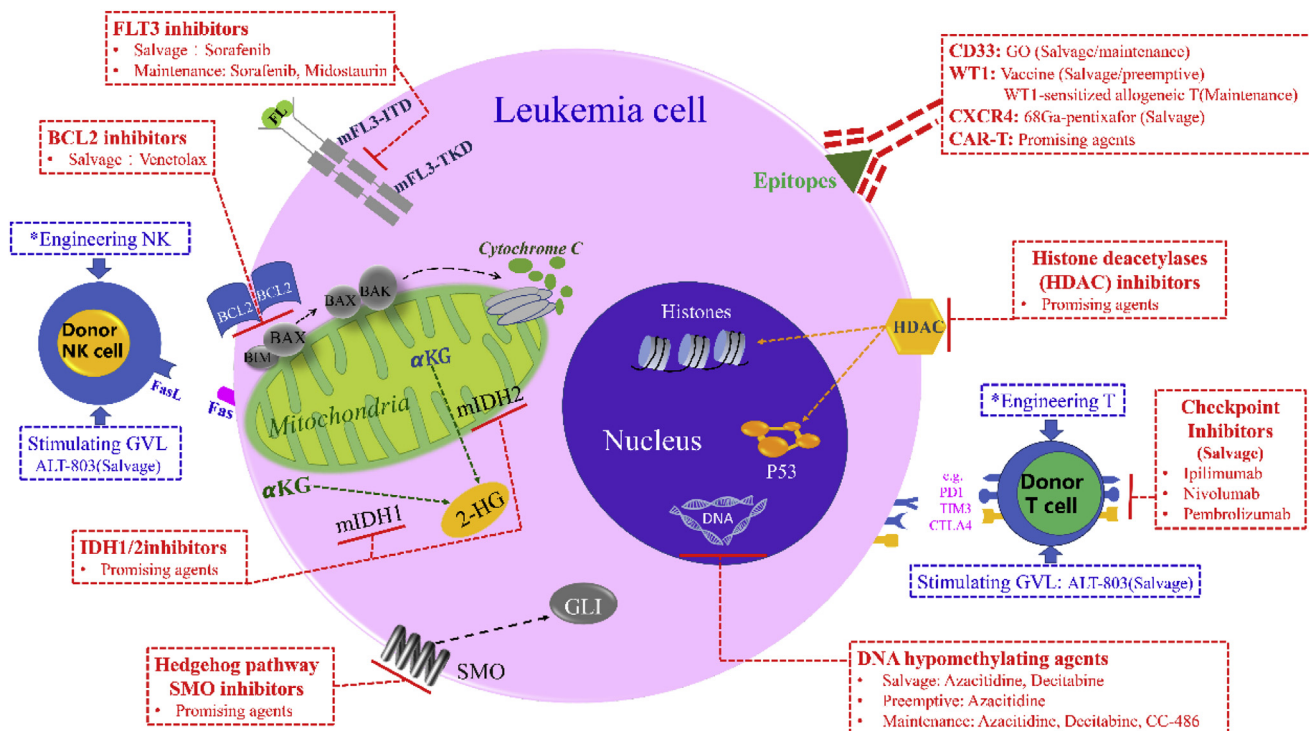 FLT3 inhibitors
• Salvage：Sorafenib
• Maintenance: Sorafenib, Midostaurin
CD33: GO (Salvage/maintenance)
WT1: Vaccine (Salvage/preemptive)
WT1-sensitized allogeneic T(Maintenance)
CXCR4: 68Ga-pentixafor (Salvage)
CAR-T: Promising agents
Leukemia cell
FL
mFL3-ITD
mFL3-TKD
BCL2 inhibitors
• Salvage：Venetolax
Epitopes
*Engineering NK
Donor
NK cell
FasL
Fas
Stimulating GVL
ALT-803(Salvage)
BCL2
BCL2
BIM
BAX
BAX
BAK
Cytochrome C
αKG
Mitochondria
mIDH2
αKG
2-HG
mIDH1
IDH1/2inhibitors
• Promising agents
Histones
Nucleus
P53
DNA
HDAC
Histone deacetylases
(HDAC) inhibitors
• Promising agents
*Engineering T
e.g.
PD1
TIM3
CTLA4
Donor
T cell
Checkpoint
Inhibitors
(Salvage)
• Ipilimumab
• Nivolumab
• Pembrolizumab
Stimulating GVL: ALT-803(Salvage)
GLI
SMO
Hedgehog pathway
SMO inhibitors
• Promising agents
DNA hypomethylating agents
• Salvage: Azacitidine, Decitabine
• Preemptive: Azacitidine
• Maintenance: Azacitidine, Decitabine, CC-486